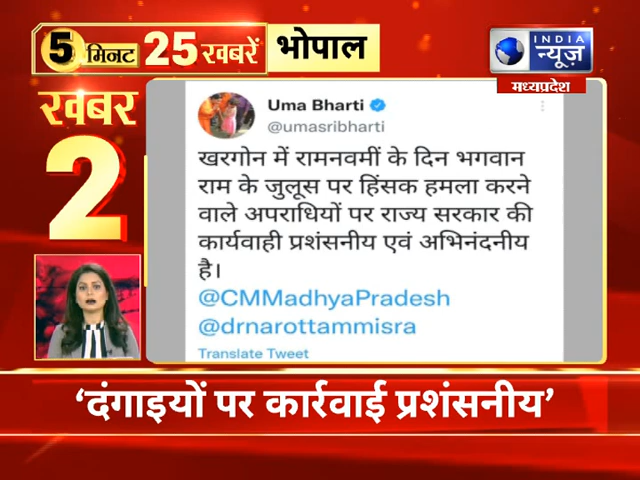 5 मिनट 25 खबरें
भोपाल
INDIA
न्यूज़
मध्यप्रदेश
खबर
2
Uma Bharti
@umasribharti
खरगोन में रामनवमीं के दिन भगवान
राम के जुलूस पर हिंसक हमला करने
वाले अपराधियों पर राज्य सरकार की
कार्यवाही प्रशंसनीय एवं अभिनंदनीय
है।
@CMMadhyaPradesh
@drnarottammisra
Translate Tweet
‘दंगाइयों पर कार्रवाई प्रशंसनीय’